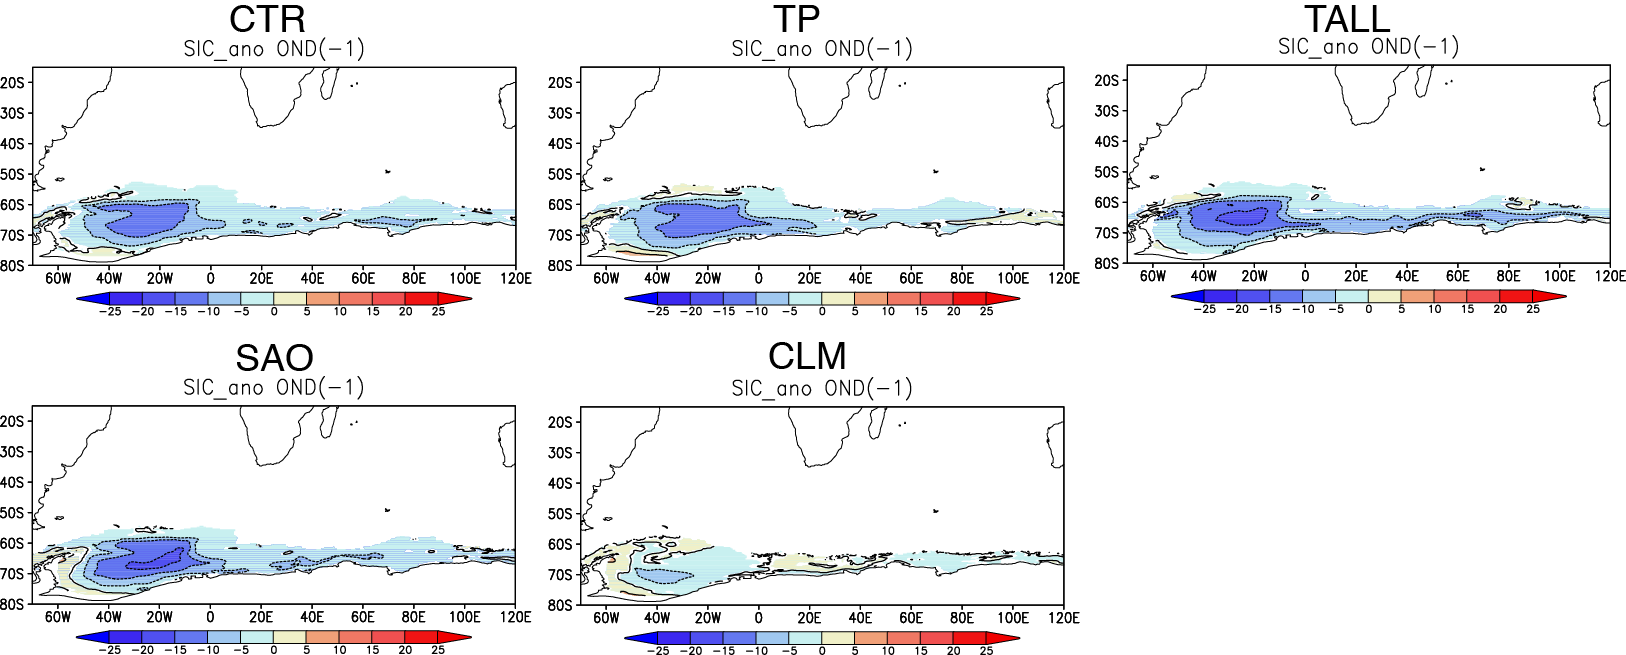 CTR
SIC_ano OND(−1)
20S
30S
40S
50S
60S
70S
80S
60W 40W 20W 0 20E 40E 60E 80E 100E 120E
−25 −20 −15 −10 −5 0 5 10 15 20 25
TP
SIC_ano OND(−1)
20S
30S
40S
50S
60S
70S
80S
60W 40W 20W 0 20E 40E 60E 80E 100E 120E
−25 −20 −15 −10 −5 0 5 10 15 20 25
TALL
SIC_ano OND(−1)
20S
30S
40S
50S
60S
70S
80S
60W 40W 20W 0 20E 40E 60E 80E 100E 120E
−25 −20 −15 −10 −5 0 5 10 15 20 25
SAO
SIC_ano OND(−1)
20S
30S
40S
50S
60S
70S
80S
60W 40W 20W 0 20E 40E 60E 80E 100E 120E
−25 −20 −15 −10 −5 0 5 10 15 20 25
CLM
SIC_ano OND(−1)
20S
30S
40S
50S
60S
70S
80S
60W 40W 20W 0 20E 40E 60E 80E 100E 120E
−25 −20 −15 −10 −5 0 5 10 15 20 25